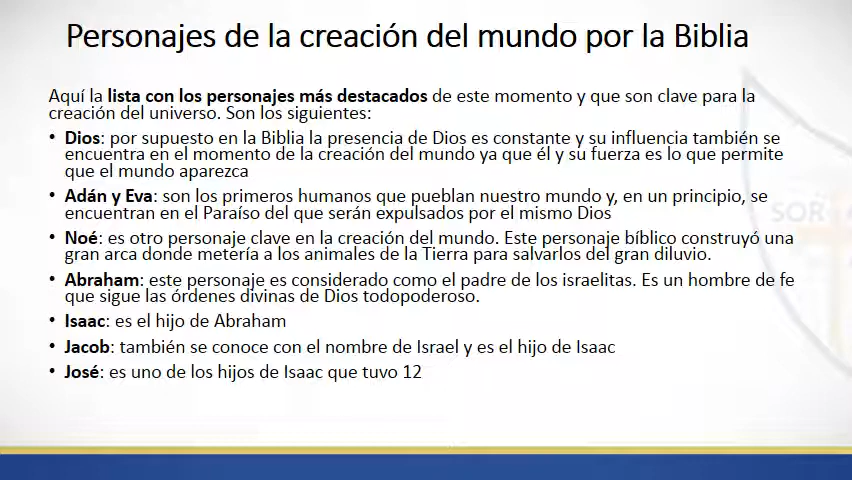 Personajes de la creación del mundo por la Biblia
Aquí la lista con los personajes más destacados de este momento y que son clave para la
creación del universo. Son los siguientes:
• Dios: por supuesto en la Biblia la presencia de Dios es constante y su influencia también se
encuentra en el momento de la creación del mundo ya que él y su fuerza es lo que permite
que el mundo aparezca
• Adán y Eva: son los primeros humanos que pueblan nuestro mundo y, en un principio, se
encuentran en el Paraíso del que serán expulsados por el mismo Dios
• Noé: es otro personaje clave en la creación del mundo. Este personaje bíblico construyó una
gran arca donde metería a los animales de la Tierra para salvarlos del gran diluvio.
• Abraham: este personaje es considerado como el padre de los israelitas. Es un hombre de fe
que sigue las órdenes divinas de Dios todopoderoso.
• Isaac: es el hijo de Abraham
• Jacob: también se conoce con el nombre de Israel y es el hijo de Isaac
• José: es uno de los hijos de Isaac que tuvo 12
SOR